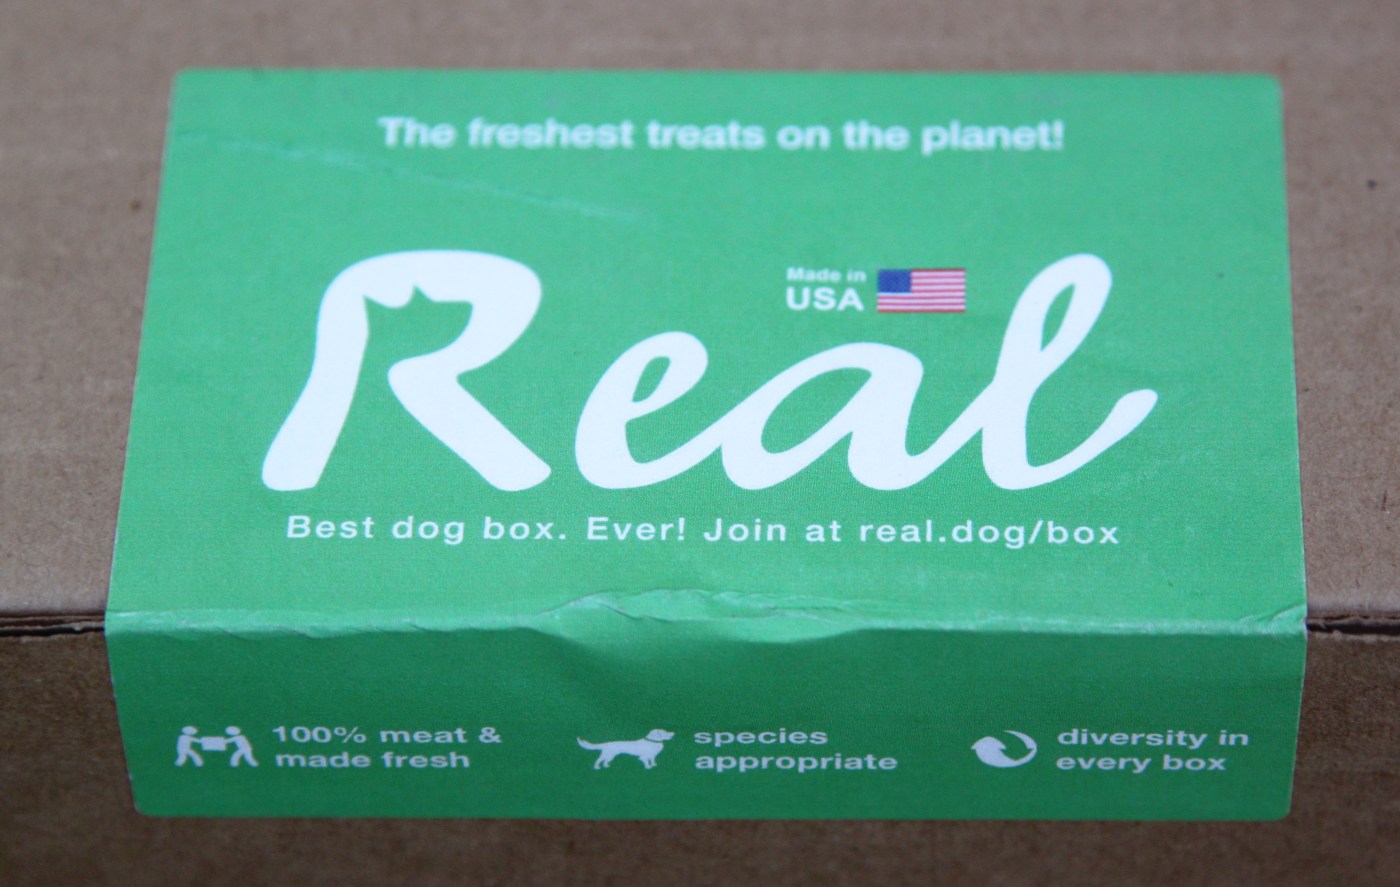 The freshest treats on the planet!
Made in
USA
Real
Best dog box. Ever! Join at real.dog/box
100% meat &
made fresh
species
appropriate
diversity in
every box